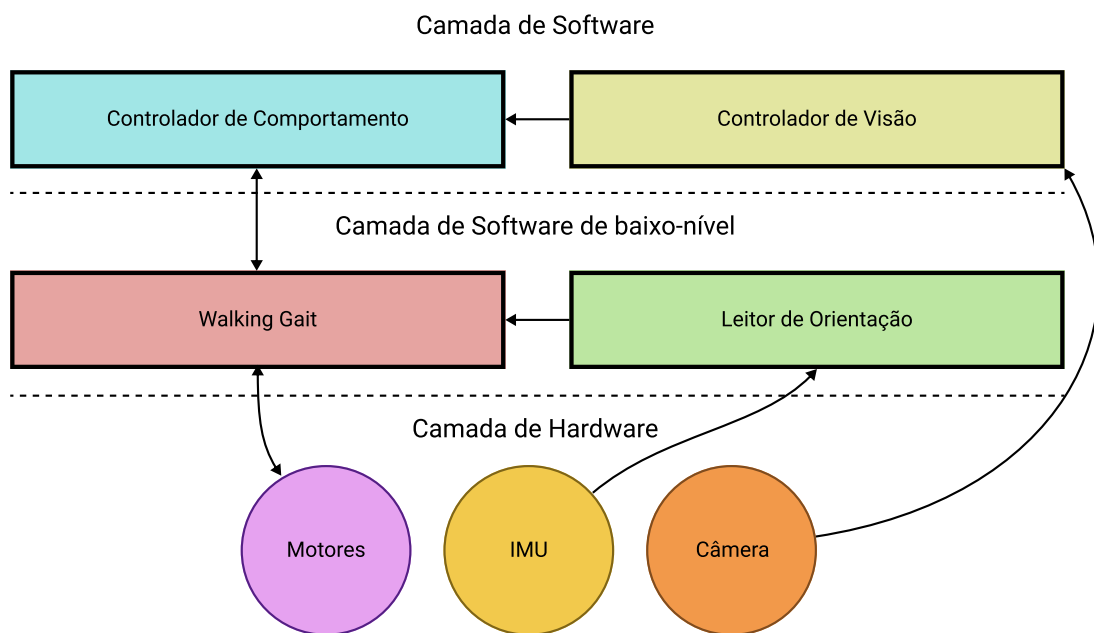 Camada de Software
Controlador de Comportamento
Controlador de Visão
Camada de Software de baixo-nível
Walking Gait
Leitor de Orientação
Camada de Hardware
Motores
IMU
Câmera